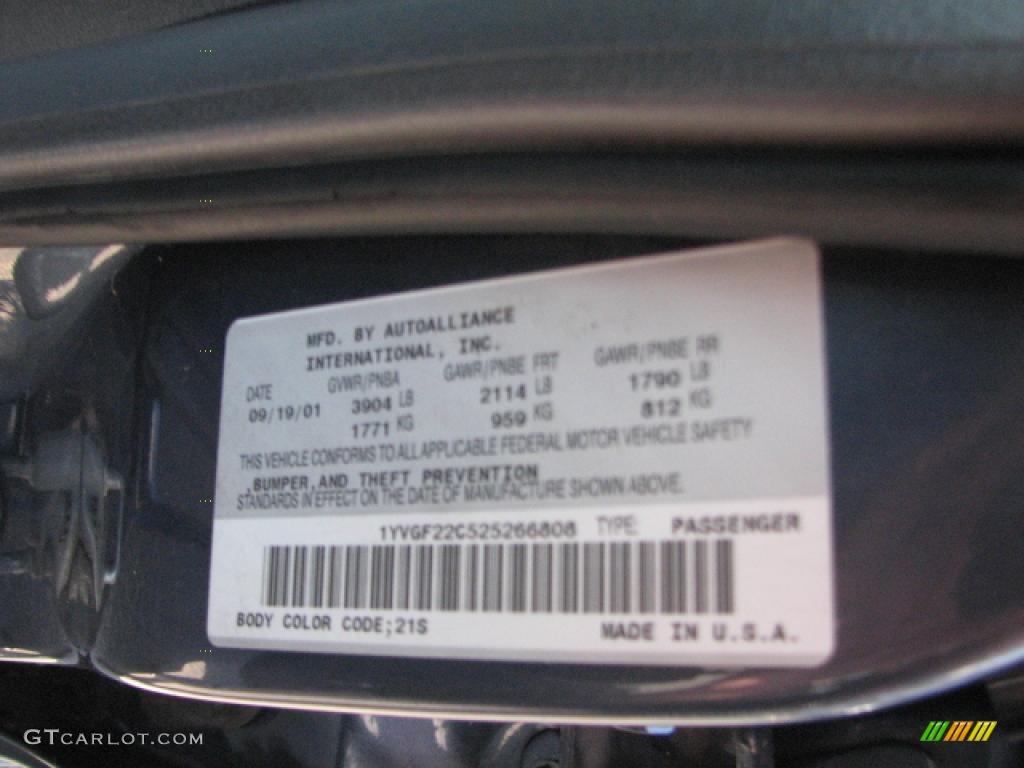 MFD. BY AUTOALLIANCE
INTERNATIONAL, INC.
DATE GVWR/PNBA GAWR/PNBE FRT GAWR/PNBE RR
09/19/01 3904 LB 2114 LB 1790 LB
1771 KG 959 KG 812 KG
THIS VEHICLE CONFORMS TO ALL APPLICABLE FEDERAL MOTOR VEHICLE SAFETY
,BUMPER,AND THEFT PREVENTION
STANDARDS IN EFFECT ON THE DATE OF MANUFACTURE SHOWN ABOVE.
1YVGF22C525266808 TYPE: PASSENGER
BODY COLOR CODE;21S MADE IN U.S.A.
GTCARLOT.COM